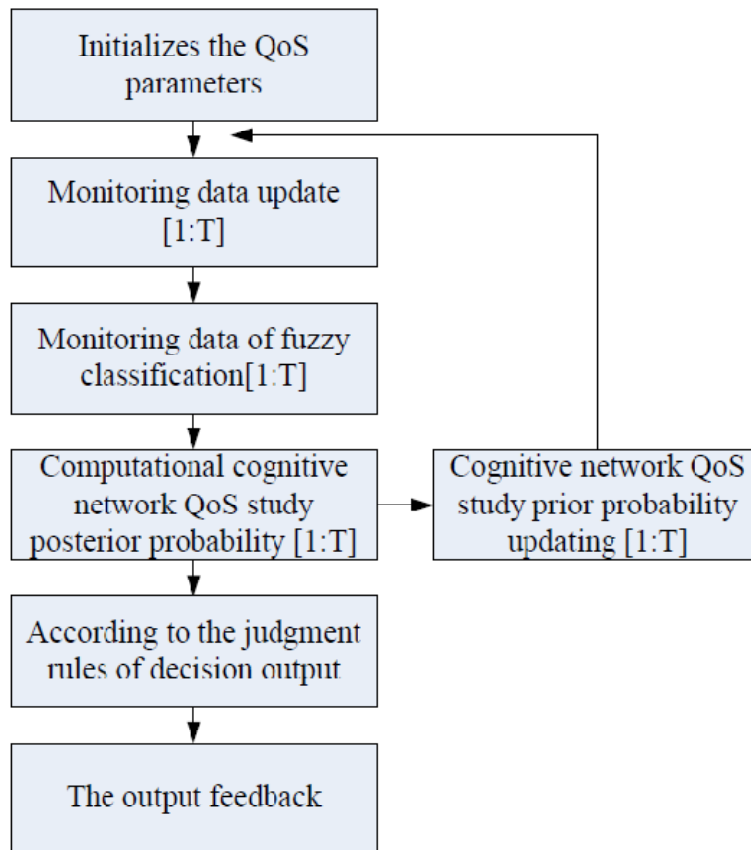 Initializes the QoS
parameters
Monitoring data update
[1:T]
Monitoring data of fuzzy
classification[1:T]
Computational cognitive
network QoS study
posterior probability [1:T]
Cognitive network QoS
study prior probability
updating [1:T]
According to the judgment
rules of decision output
The output feedback